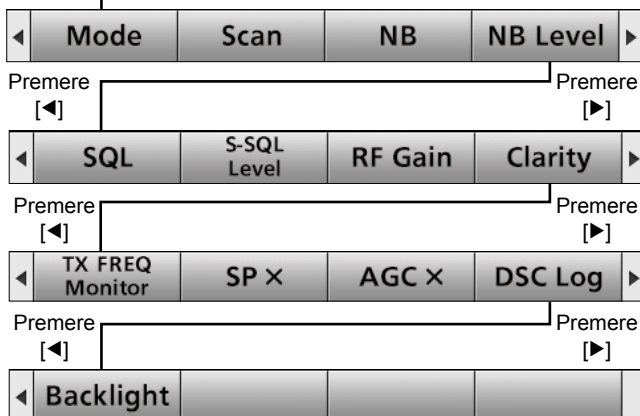 ◀ Mode Scan NB NB Level ▶
Premere [◀] Premere [▶]
◀ SQL S-SQL Level RF Gain Clarity ▶
Premere [◀] Premere [▶]
◀ TX FREQ Monitor SP × AGC × DSC Log ▶
Premere [◀] Premere [▶]
◀ Backlight